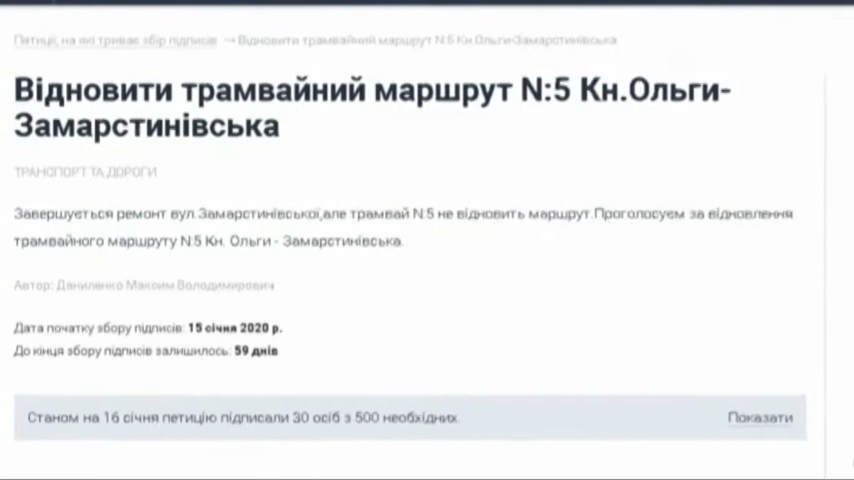 Петиції, на які триває збір підписів → Відновити трамвайний маршрут N:5 Кн.Ольги-Замарстинівська
Відновити трамвайний маршрут N:5 Кн.Ольги-
Замарстинівська
ТРАНСПОРТ ТА ДОРОГИ
Завершується ремонт вул.Замарстинівської,але трамвай N:5 не відновить маршрут.Проголосуєм за відновлення
трамвайного маршруту N:5 Кн. Ольги - Замарстинівська.
Автор: Даниленко Максим Володимирович
Дата початку збору підписів: 15 січня 2020 р.
До кінця збору підписів залишилось: 59 днів
Станом на 16 січня петицію підписали 30 осіб з 500 необхідних. Показати